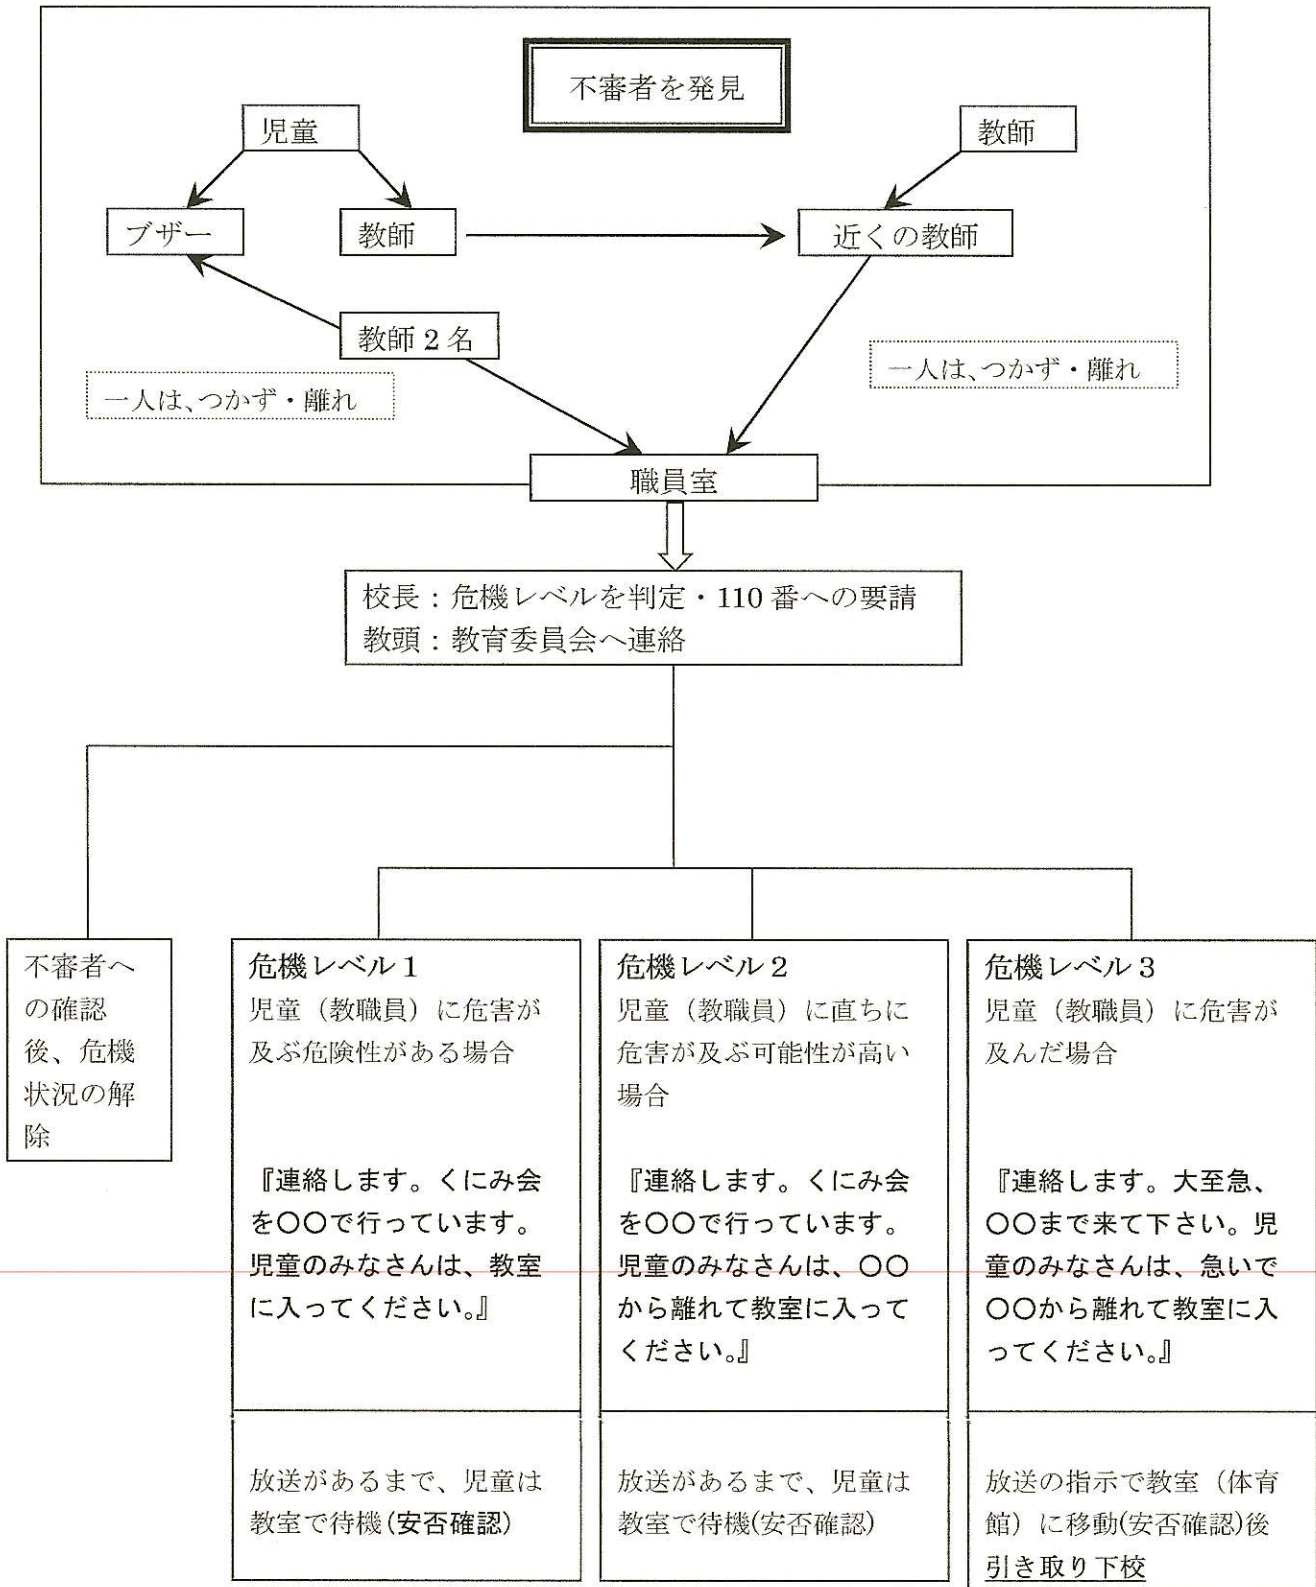 不審者を発見
児童
教師
ブザー
教師
近くの教師
教師２名
一人は、つかず・離れ
一人は、つかず・離れ
職員室
校長：危機レベルを判定・110 番への要請
教頭：教育委員会へ連絡
不審者へ
の確認
後、危機
状況の解
除
危機レベル１
児童（教職員）に危害が
及ぶ危険性がある場合
『連絡します。くにみ会
を〇〇で行っています。
児童のみなさんは、教室
に入ってください。』
放送があるまで、児童は
教室で待機(安否確認)
危機レベル２
児童（教職員）に直ちに
危害が及ぶ可能性が高い
場合
『連絡します。くにみ会
を〇〇で行っています。
児童のみなさんは、〇〇
から離れて教室に入って
ください。』
放送があるまで、児童は
教室で待機(安否確認)
危機レベル３
児童（教職員）に危害が
及んだ場合
『連絡します。大至急、
〇〇まで来て下さい。児
童のみなさんは、急いで
〇〇から離れて教室に入
ってください。』
放送の指示で教室（体育
館）に移動(安否確認)後
引き取り下校